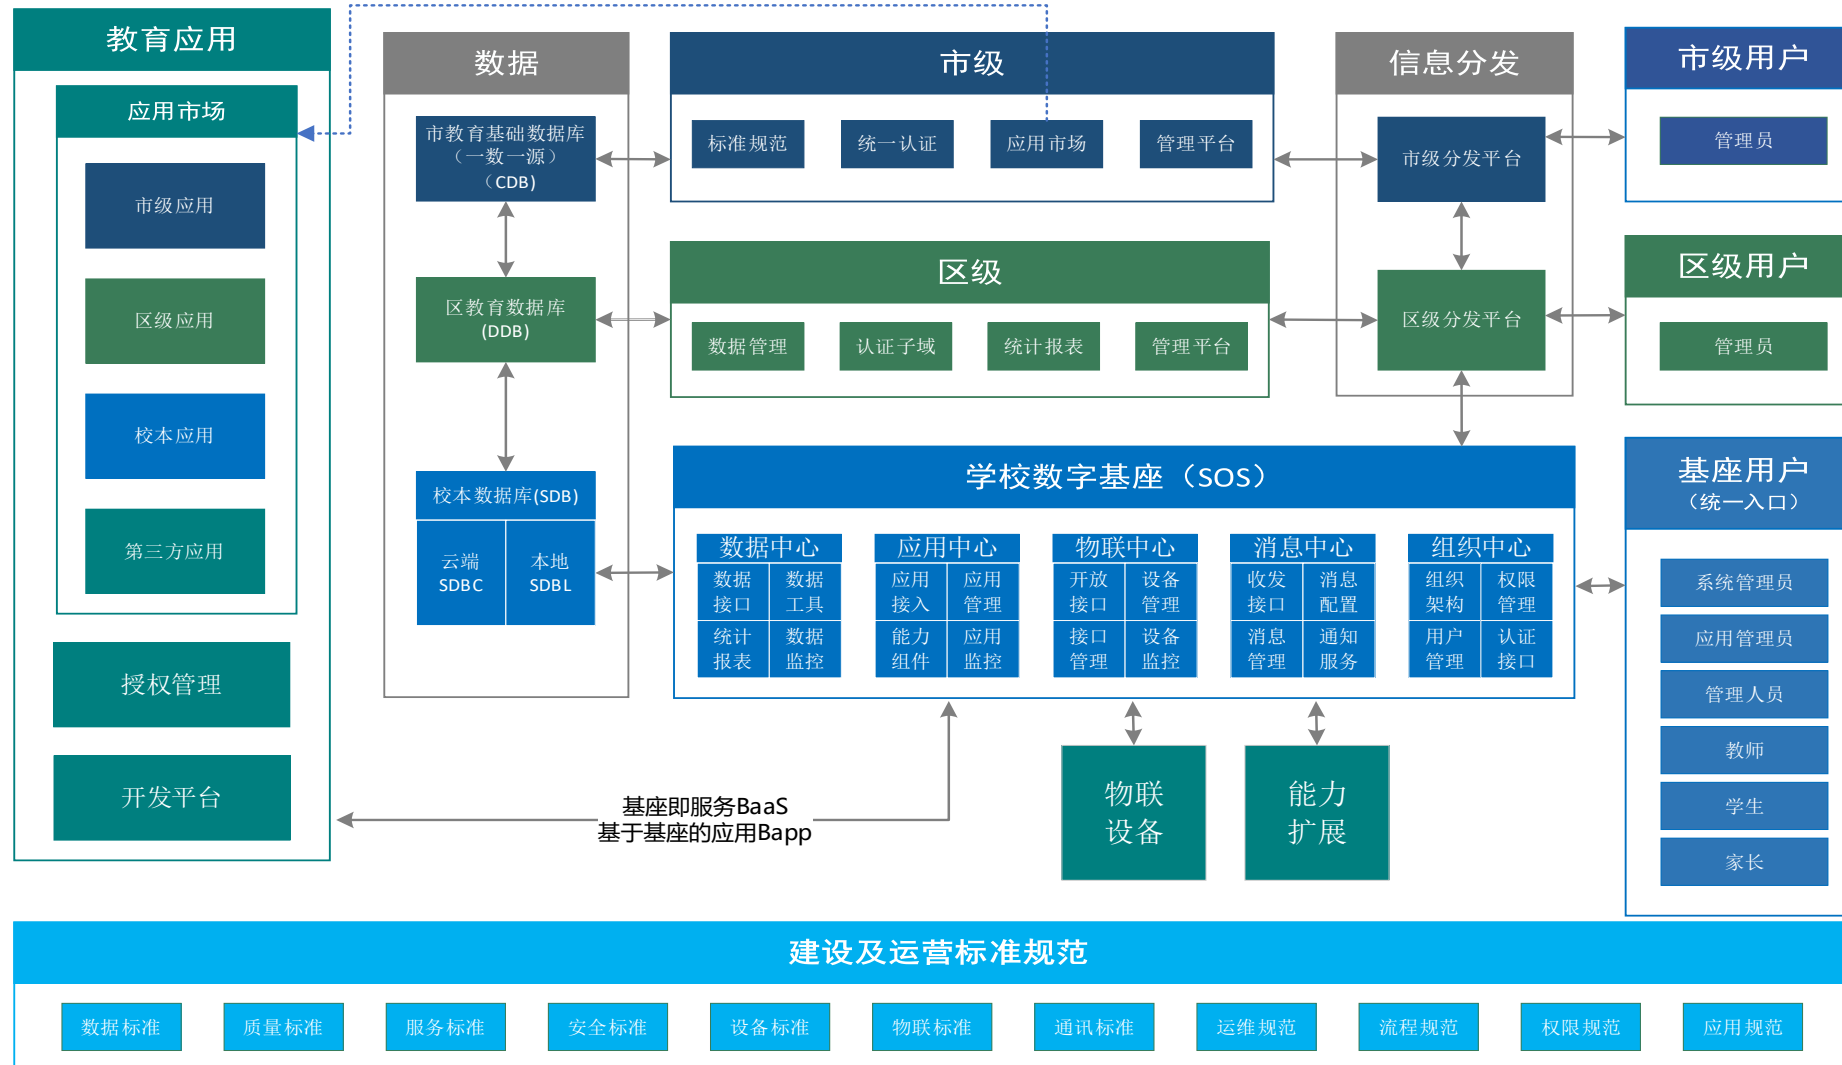 教育应用
应用市场
市级应用
区级应用
校本应用
第三方应用
授权管理
开发平台
数据
市教育基础数据库
（一数一源）
（CDB)
区教育数据库
(DDB)
校本数据库(SDB)
云端
SDBC
本地
SDBL
市级
标准规范
统一认证
应用市场
管理平台
区级
数据管理
认证子域
统计报表
管理平台
信息分发
市级分发平台
区级分发平台
市级用户
管理员
区级用户
管理员
学校数字基座（SOS）
数据中心
数据
接口
数据
工具
统计
报表
数据
监控
应用中心
应用
接入
应用
管理
能力
组件
应用
监控
物联中心
开放
接口
设备
管理
接口
管理
设备
监控
消息中心
收发
接口
消息
配置
消息
管理
通知
服务
组织中心
组织
架构
权限
管理
用户
管理
认证
接口
基座用户
（统一入口）
系统管理员
应用管理员
管理人员
教师
学生
家长
基座即服务BaaS
基于基座的应用Bapp
物联
设备
能力
扩展
建设及运营标准规范
数据标准
质量标准
服务标准
安全标准
设备标准
物联标准
通讯标准
运维规范
流程规范
权限规范
应用规范